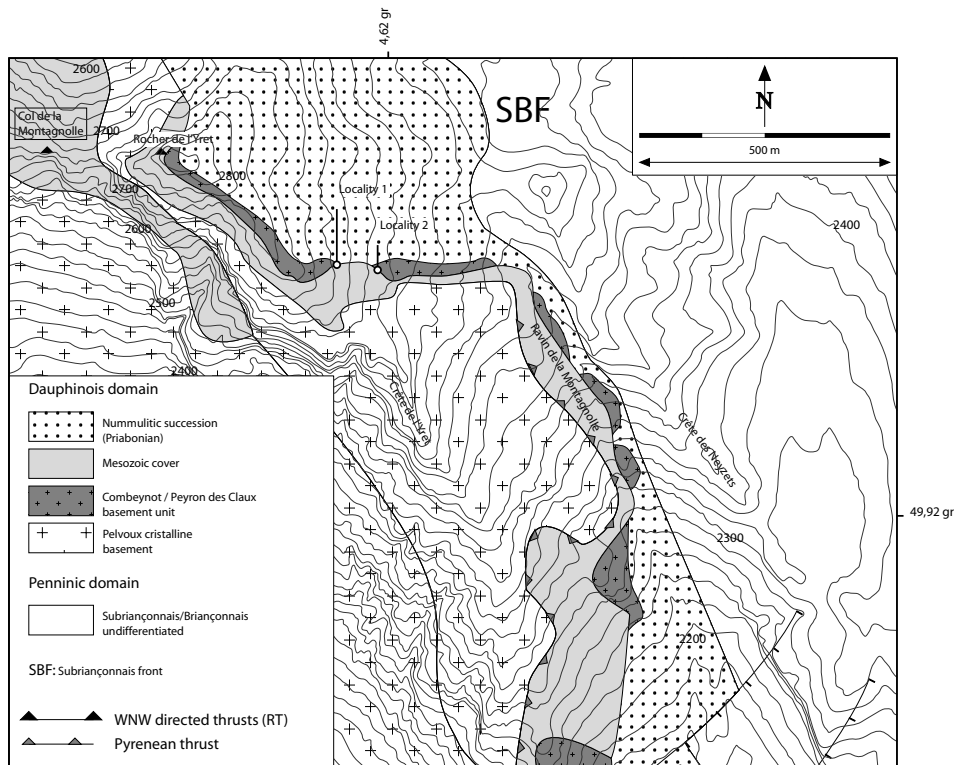 4,62 gr
2600
SBF
N
500 m
Col de la
Montagnolle
2700
Rocher de l'Yret
2800
2700
Locality 1
2600
Locality 2
2400
2500
2400
Ravin de la Montagnolle
Crête de l'Yret
Crête des Neyzets
49,92 gr
2300
2200
Dauphinois domain
Nummulitic succession
(Priabonian)
Mesozoic cover
Combeynot / Peyron des Claux
basement unit
Pelvoux cristalline
basement
Penninic domain
Subriançonnais/Briançonnais
undifferentiated
SBF: Subriançonnais front
WNW directed thrusts (RT)
Pyrenean thrust